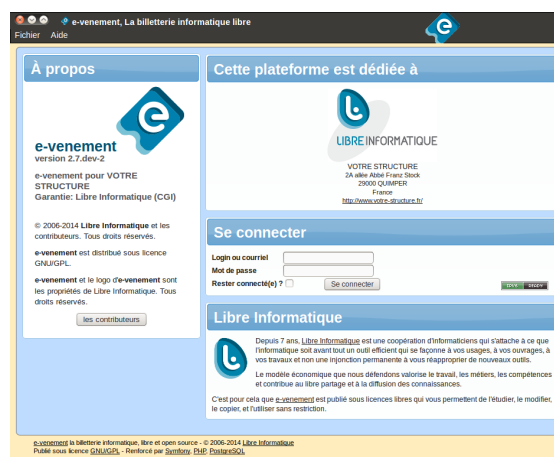 e-venement, La billetterie informatique libre
Fichier Aide
À propos
e-venement
version 2.7.dev-2
e-venement pour VOTRE
STRUCTURE
Garantie: Libre Informatique (CGI)
© 2006-2014 Libre Informatique et les
contributeurs. Tous droits réservés.
e-venement est distribué sous licence
GNU/GPL.
e-venement et le logo d'e-venement sont
les propriétés de Libre Informatique. Tous
droits réservés.
les contributeurs
Cette plateforme est dédiée à
LIBRE INFORMATIQUE
VOTRE STRUCTURE
2A allée Abbé Franz Stock
29000 QUIMPER
France
http://www.votre-structure.fr/
Se connecter
Login ou courriel
Mot de passe
Rester connecté(e) ?
Se connecter
Libre Informatique
Depuis 7 ans, Libre Informatique est une coopération d'informaticiens qui s'attache à ce que
l'informatique soit avant tout un outil efficient qui se façonne à vos usages, à vos ouvrages, à
vos travaux et non une injonction permanente à vous réapproprier de nouveaux outils.
Le modèle économique que nous défendons valorise le travail, les métiers, les compétences
et contribue au libre partage et à la diffusion des connaissances.
C'est pour cela que e-venement est publié sous licences libres qui vous permettent de l'étudier, le modifier,
le copier, et l'utiliser sans restriction.
e-venement la billetterie informatique, libre et open source - © 2006-2014 Libre Informatique
Publié sous licence GNU/GPL - Renforcé par Symfony, PHP, PostgreSQL